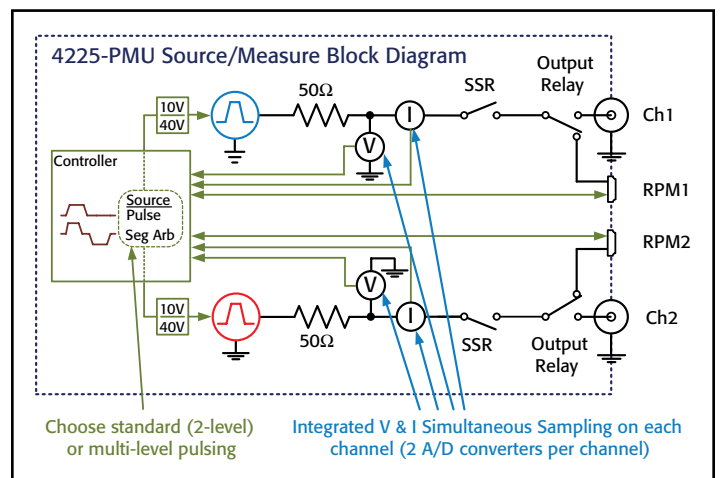 4225-PMU Source/Measure Block Diagram
10V
40V
50Ω
SSR
Output
Relay
Ch1
I
V
Controller
Source
Pulse
Seg Arb
RPM1
RPM2
V
10V
40V
50Ω
I
SSR
Output
Relay
Ch2
Choose standard (2-level)
or multi-level pulsing
Integrated V & I Simultaneous Sampling on each
channel (2 A/D converters per channel)